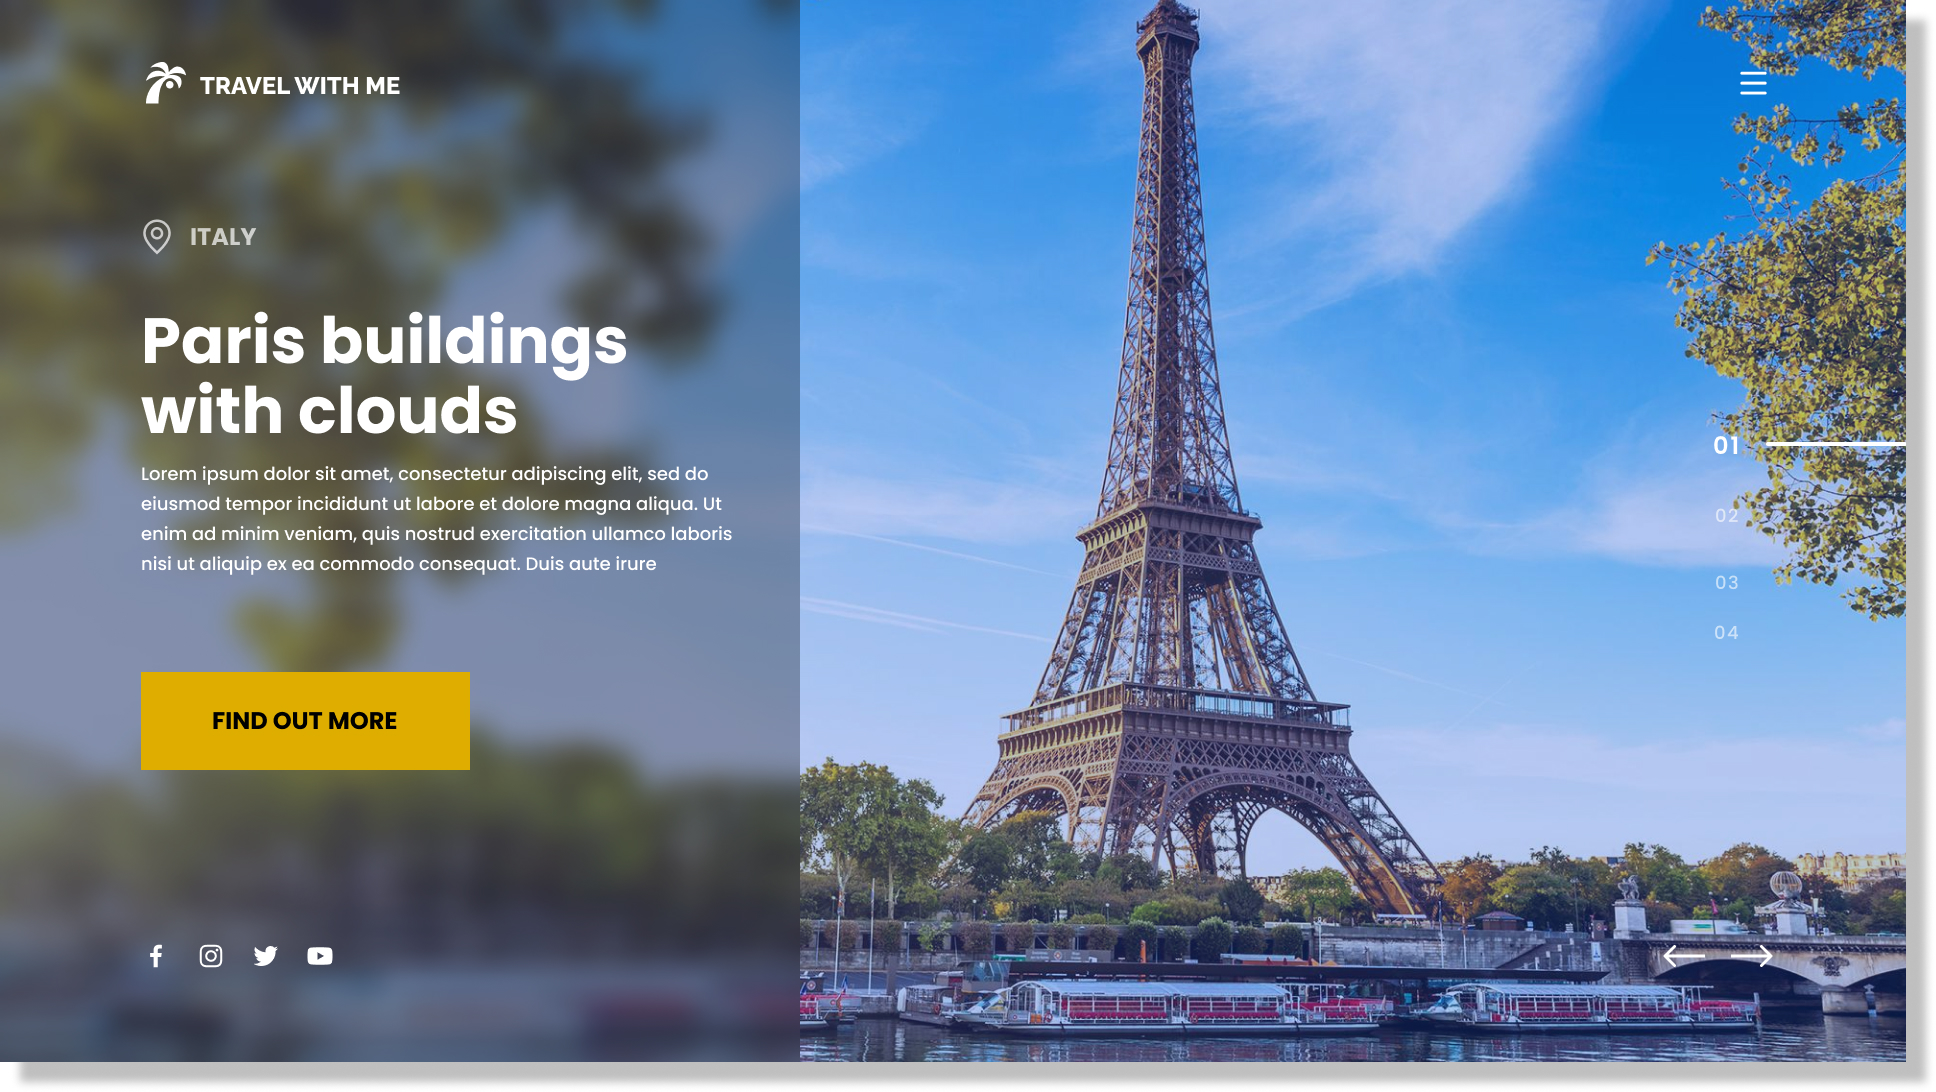 TRAVEL WITH ME
ITALY
Paris buildings
with clouds
Lorem ipsum dolor sit amet, consectetur adipiscing elit, sed do
eiusmod tempor incididunt ut labore et dolore magna aliqua. Ut
enim ad minim veniam, quis nostrud exercitation ullamco laboris
nisi ut aliquip ex ea commodo consequat. Duis aute irure
FIND OUT MORE
01
02
03
04